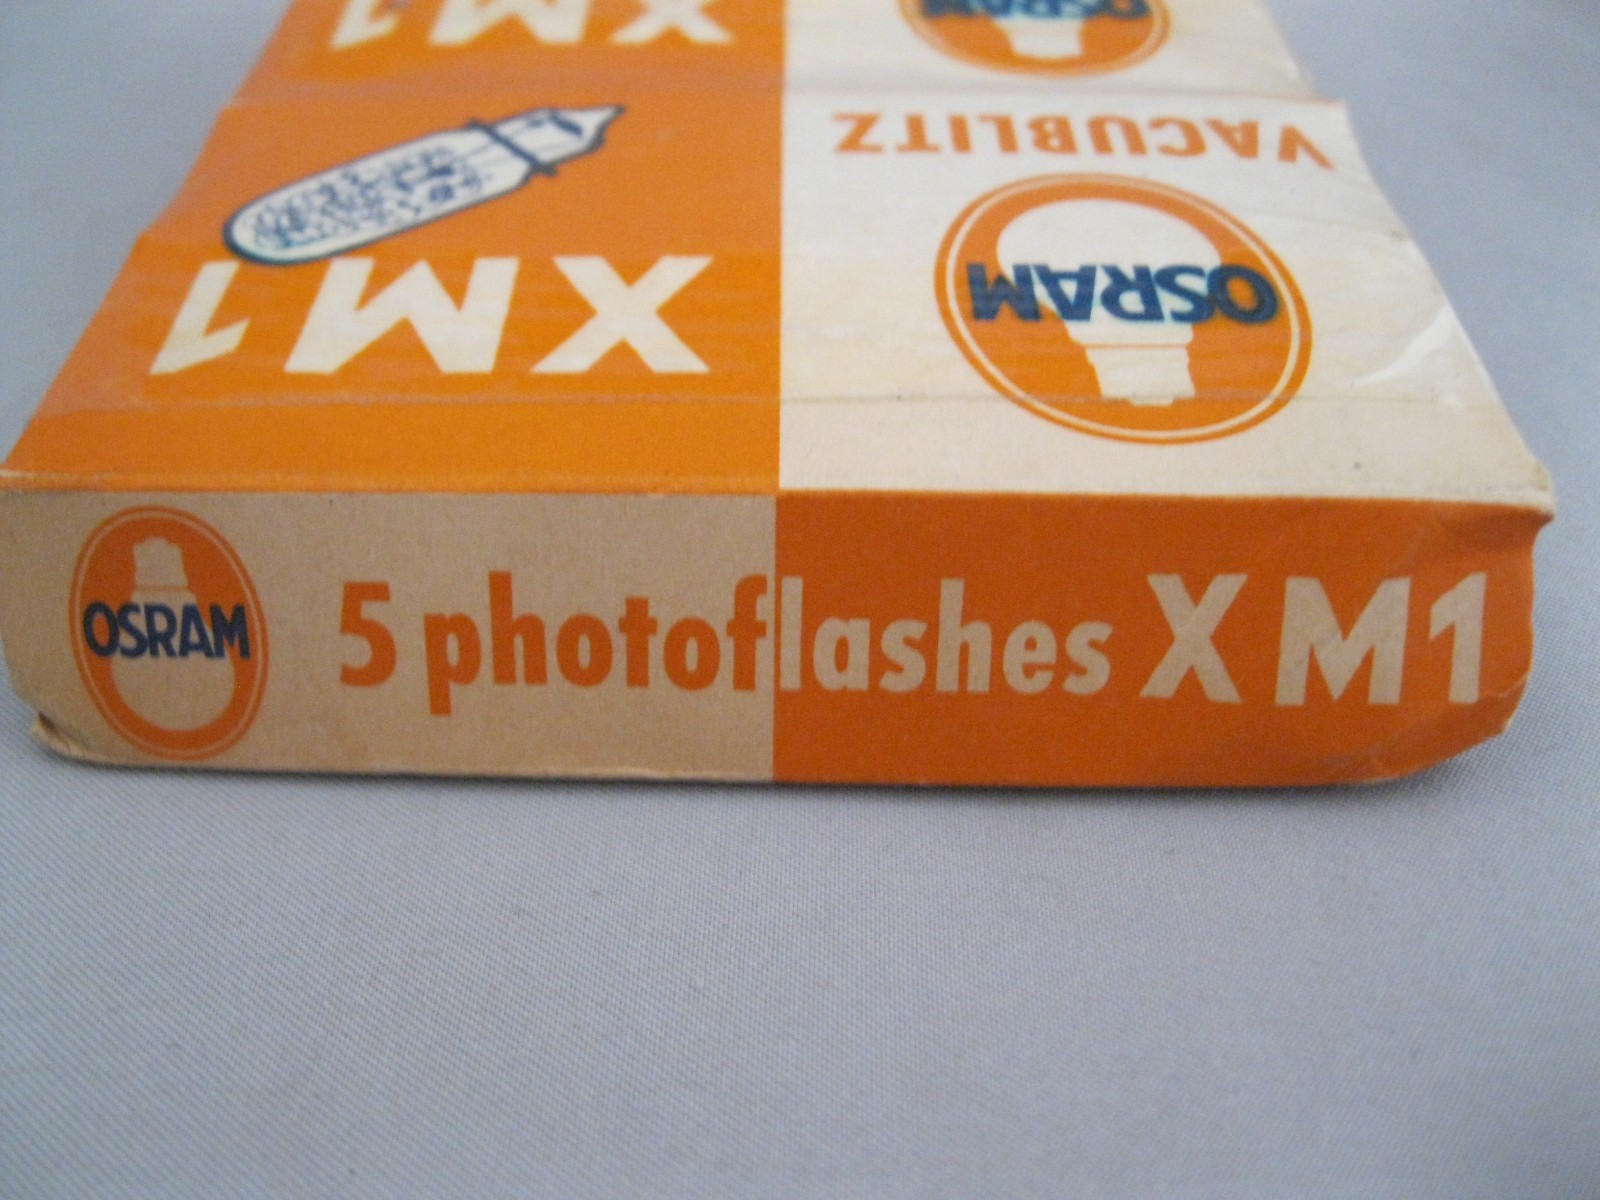 XM1
OSRAM
VACUBLITZ
OSRAM
XM1
OSRAM
5 photoflashes XM1